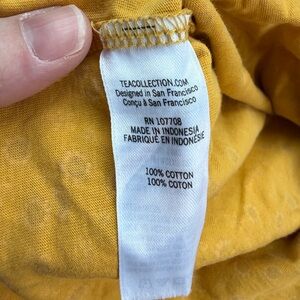 TEACOLLECTION.COM
Designed in San Francisco
Conçu à San Francisco
RN 107708
MADE IN INDONESIA
FABRIQUÉ EN INDONÉSIE
100% COTTON
100% COTON